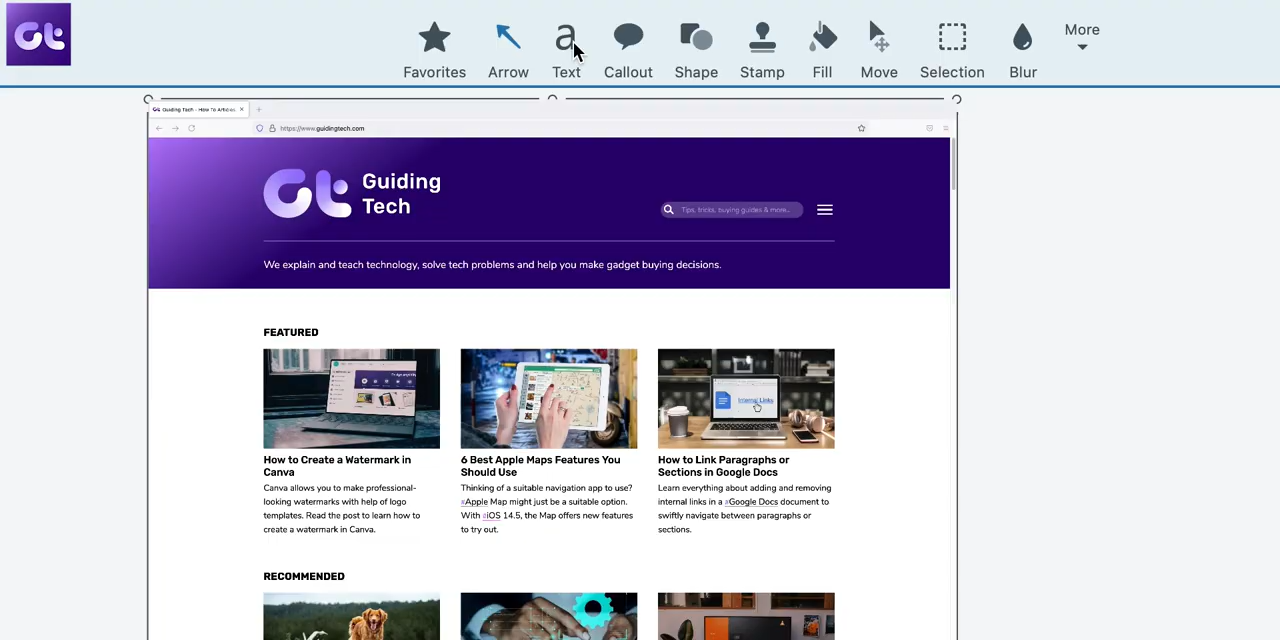 Favorites
Arrow
Text
Callout
Shape
Stamp
Fill
Move
Selection
Blur
More
Guiding Tech - How To Articles
https://www.guidingtech.com
Guiding
Tech
Tips, tricks, buying guides & more..
We explain and teach technology, solve tech problems and help you make gadget buying decisions.
FEATURED
Internal Links
How to Create a Watermark in
Canva
Canva allows you to make professional-
looking watermarks with help of logo
templates. Read the post to learn how to
create a watermark in Canva.
6 Best Apple Maps Features You
Should Use
Thinking of a suitable navigation app to use?
#Apple Map might just be a suitable option.
With #iOS 14.5, the Map offers new features
to try out.
How to Link Paragraphs or
Sections in Google Docs
Learn everything about adding and removing
internal links in a #Google Docs document to
swiftly navigate between paragraphs or
sections.
RECOMMENDED